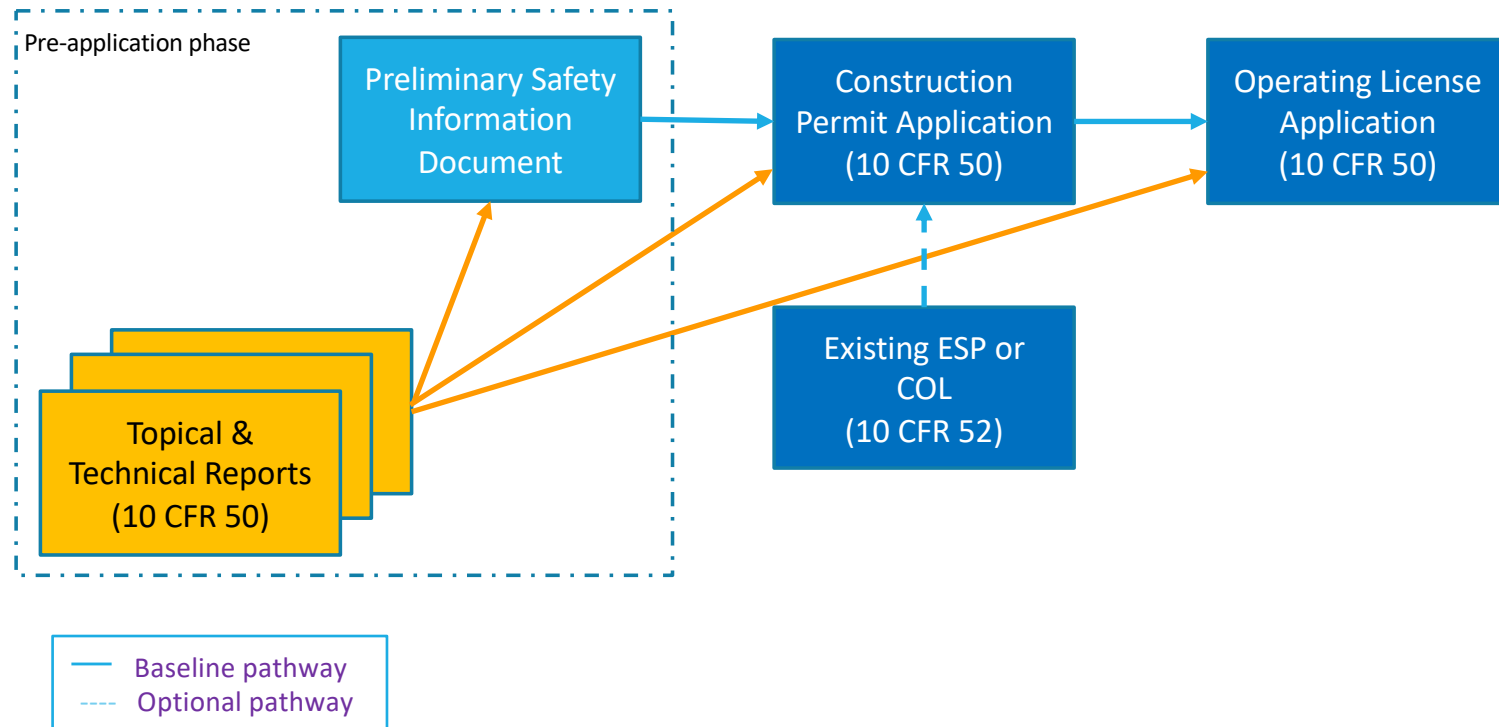 Pre-application phase
Preliminary Safety
Information
Document
Construction
Permit Application
(10 CFR 50)
Operating License
Application
(10 CFR 50)
Existing ESP or
COL
(10 CFR 52)
Topical &
Technical Reports
(10 CFR 50)
Baseline pathway
Optional pathway